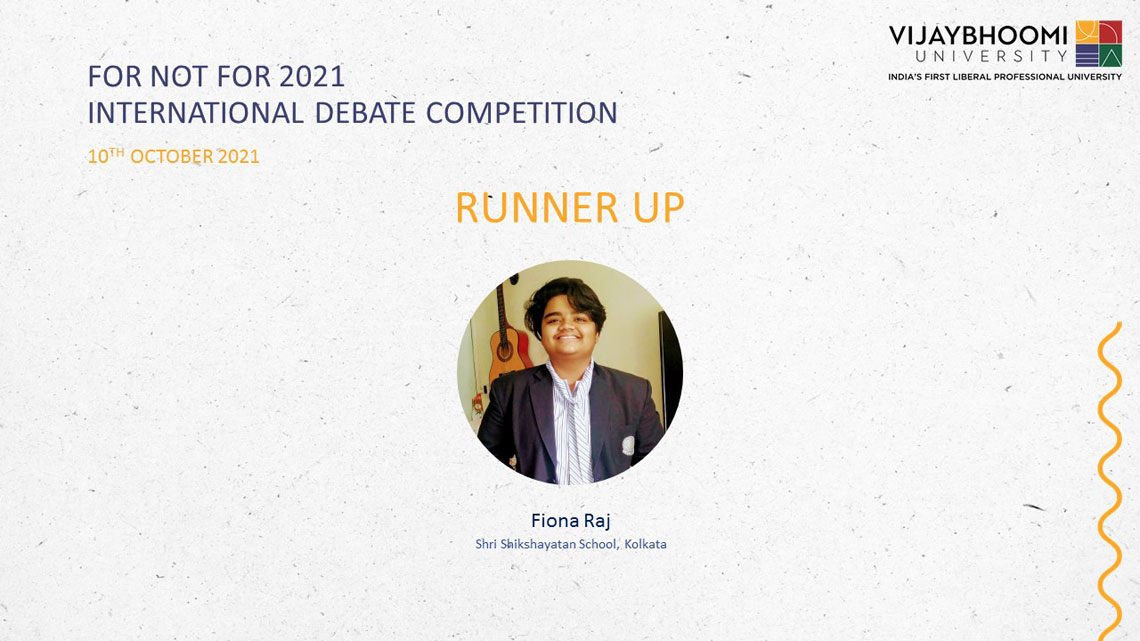 VIJAYBHOOMI
UNIVERSITY
INDIA'S FIRST LIBERAL PROFESSIONAL UNIVERSITY
FOR NOT FOR 2021
INTERNATIONAL DEBATE COMPETITION
10TH OCTOBER 2021
RUNNER UP
Fiona Raj
Shri Shikshayatan School, Kolkata